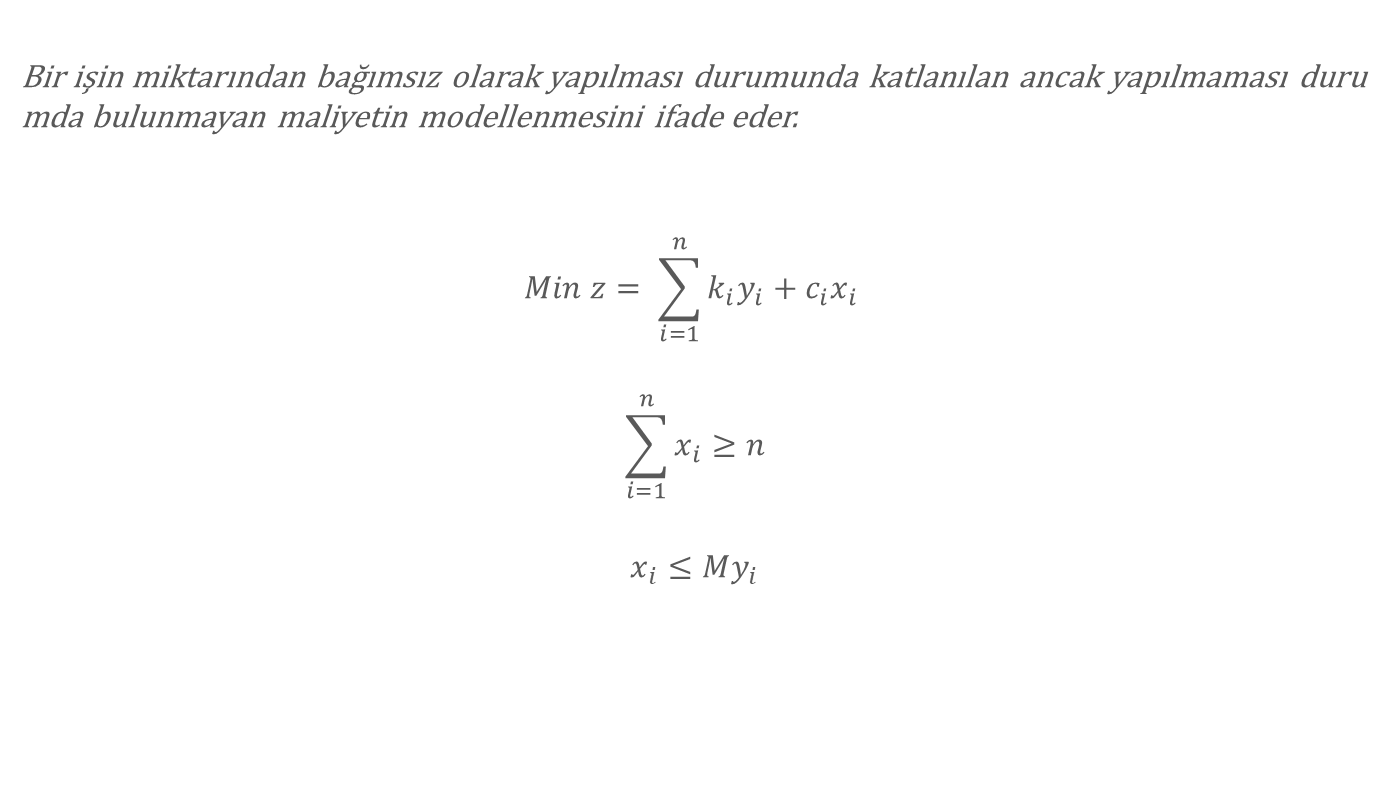 Bir işin miktarından bağımsız olarak yapılması durumunda katlanılan ancak yapılmaması duru
mda bulunmayan maliyetin modellenmesini ifade eder.
Min z = ∑_{i=1}^{n} k_i y_i + c_i x_i
∑_{i=1}^{n} x_i ≥ n
x_i ≤ My_i